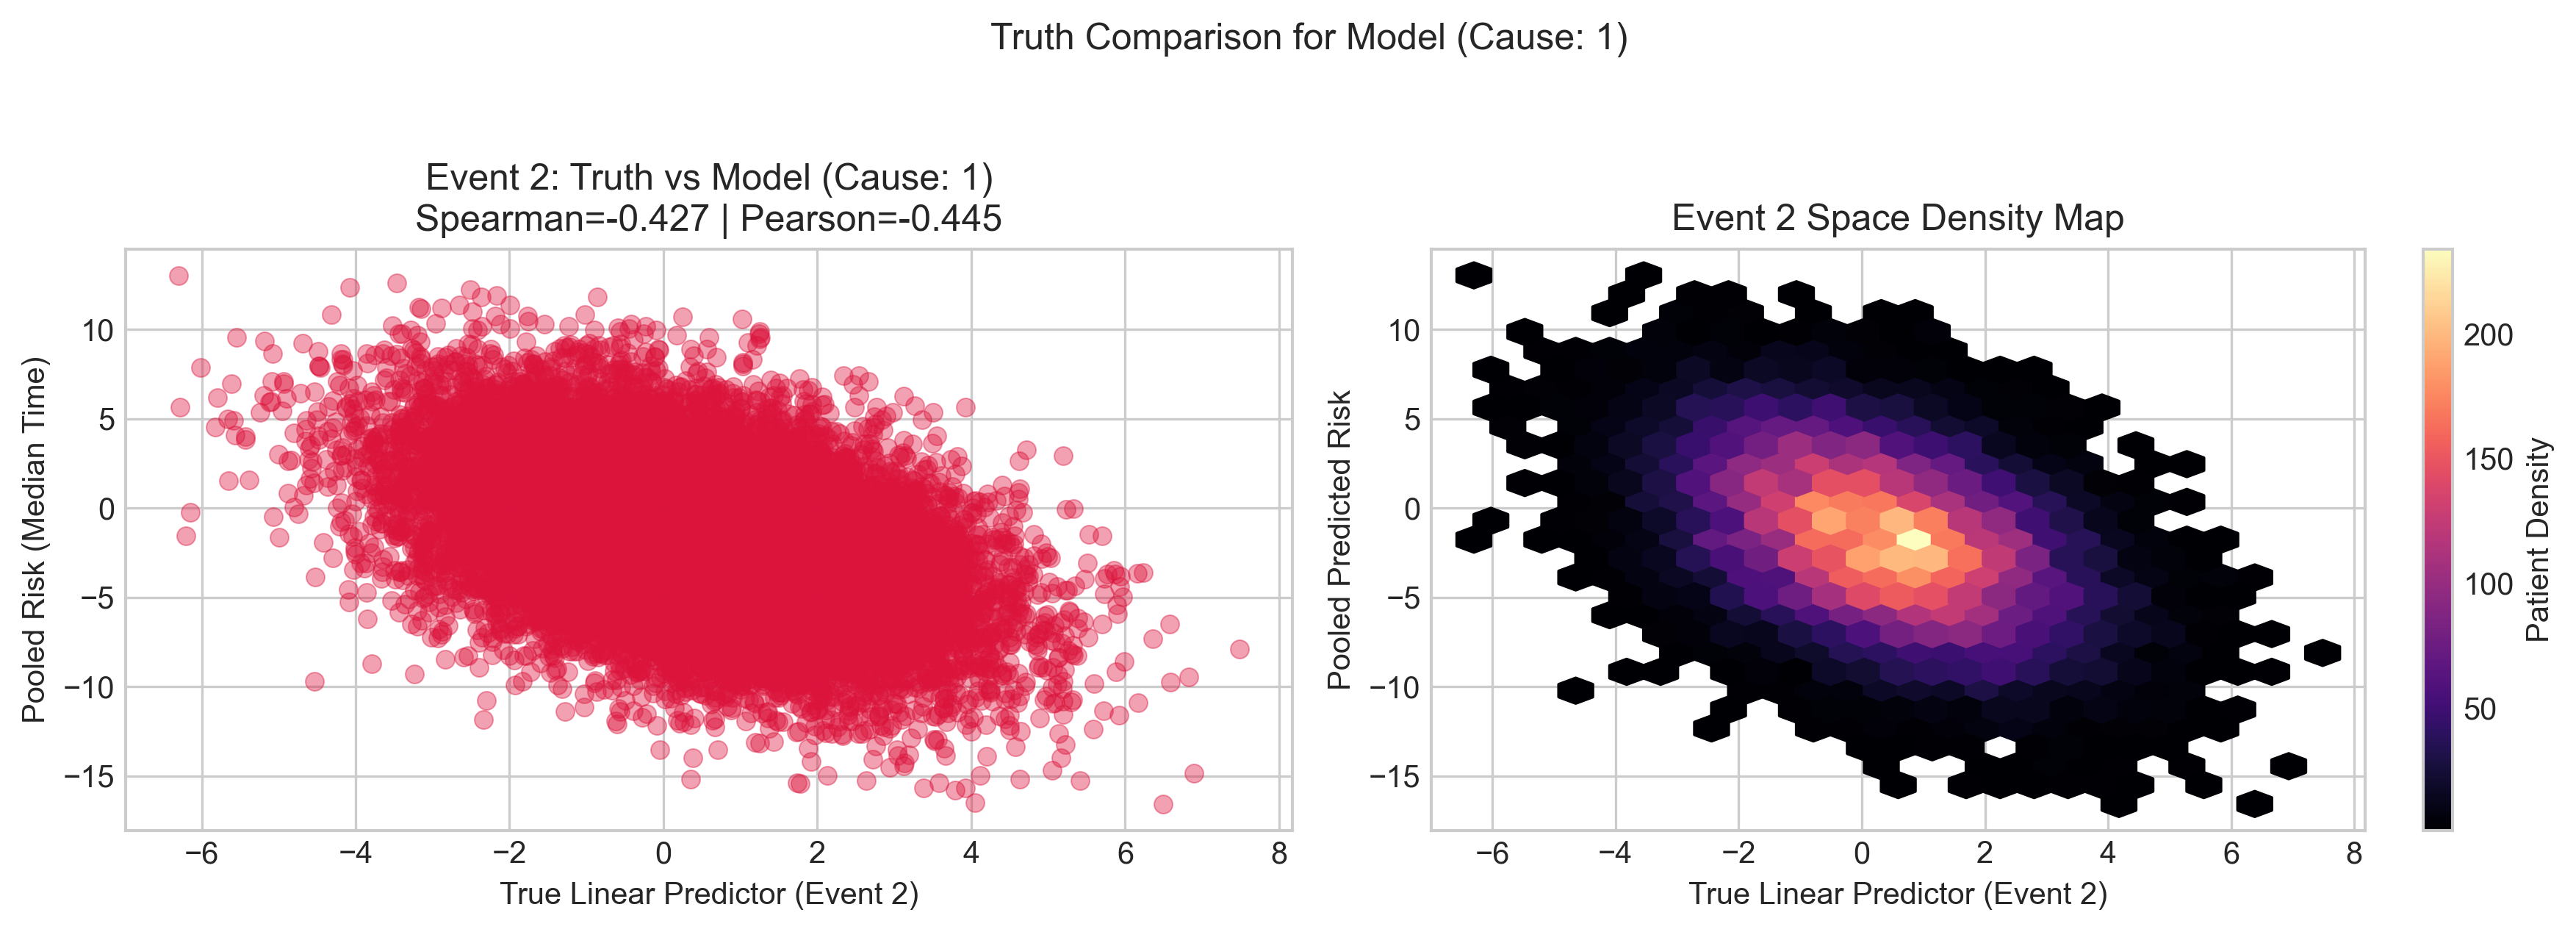 Truth Comparison for Model (Cause: 1)
Event 2: Truth vs Model (Cause: 1)
Spearman=-0.427 | Pearson=-0.445
Pooled Risk (Median Time)
10
5
0
−5
−10
−15
−6 −4 −2 0 2 4 6 8
True Linear Predictor (Event 2)
Event 2 Space Density Map
Pooled Predicted Risk
10
5
0
−5
−10
−15
−6 −4 −2 0 2 4 6 8
True Linear Predictor (Event 2)
200
150
100
50
Patient Density